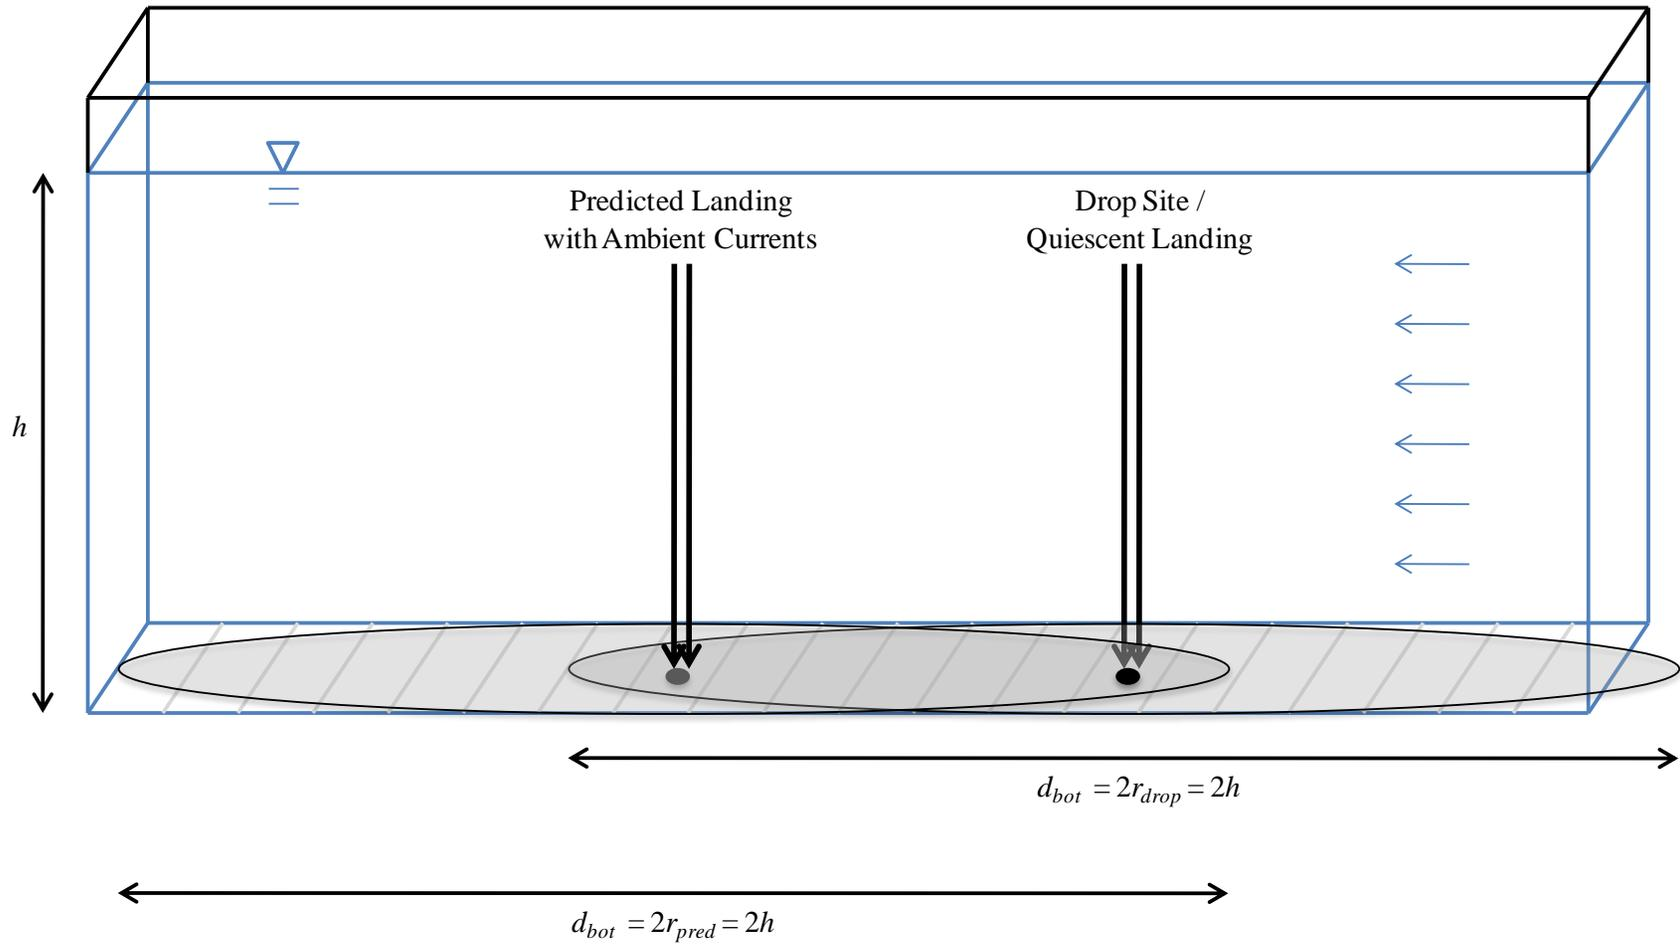 Predicted Landing
with Ambient Currents
Drop Site /
Quiescent Landing
h
d_bot = 2r_drop = 2h
d_bot = 2r_pred = 2h